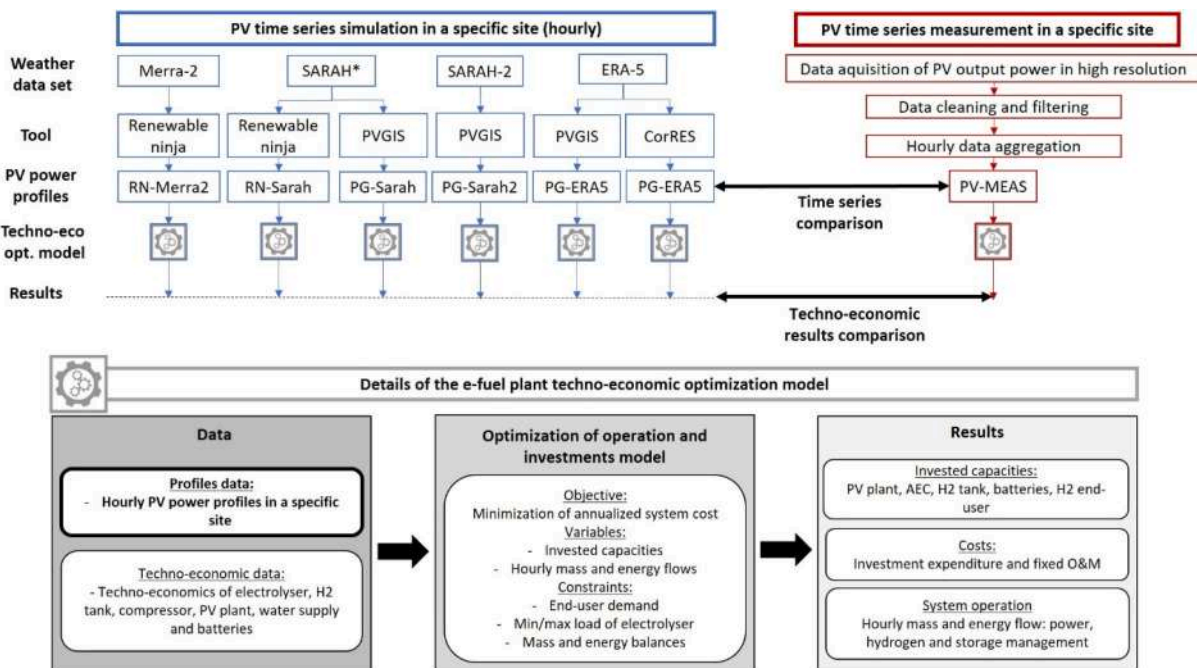 PV time series simulation in a specific site (hourly)
PV time series measurement in a specific site
Weather
data set
Merra-2
SARAH*
SARAH-2
ERA-5
Data aquisition of PV output power in high resolution
Data cleaning and filtering
Tool
Renewable
ninja
Renewable
ninja
PVGIS
PVGIS
PVGIS
CorRES
Hourly data aggregation
PV power
profiles
RN-Merra2
RN-Sarah
PG-Sarah
PG-Sarah2
PG-ERA5
PG-ERA5
PV-MEAS
Time series
comparison
Techno-eco
opt. model
Results
Techno-economic
results comparison
Details of the e-fuel plant techno-economic optimization model
Data
Profiles data:
- Hourly PV power profiles in a specific
site
Techno-economic data:
- Techno-economics of electrolyser, H2
tank, compressor, PV plant, water supply
and batteries
Optimization of operation and
investments model
Objective:
Minimization of annualized system cost
Variables:
- Invested capacities
- Hourly mass and energy flows
Constraints:
- End-user demand
- Min/max load of electrolyser
- Mass and energy balances
Results
Invested capacities:
PV plant, AEC, H2 tank, batteries, H2 end-
user
Costs:
Investment expenditure and fixed O&M
System operation
Hourly mass and energy flow: power,
hydrogen and storage management